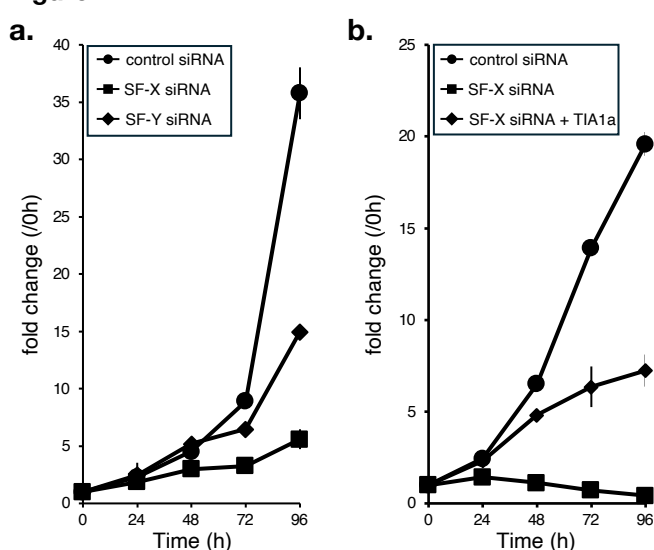 a.
fold change (/0h)
40
35
30
25
20
15
10
5
0
control siRNA
SF-X siRNA
SF-Y siRNA
0 24 48 72 96
Time (h)
b.
fold change (/0h)
25
20
15
10
5
0
control siRNA
SF-X siRNA
SF-X siRNA + TIA1a
0 24 48 72 96
Time (h)